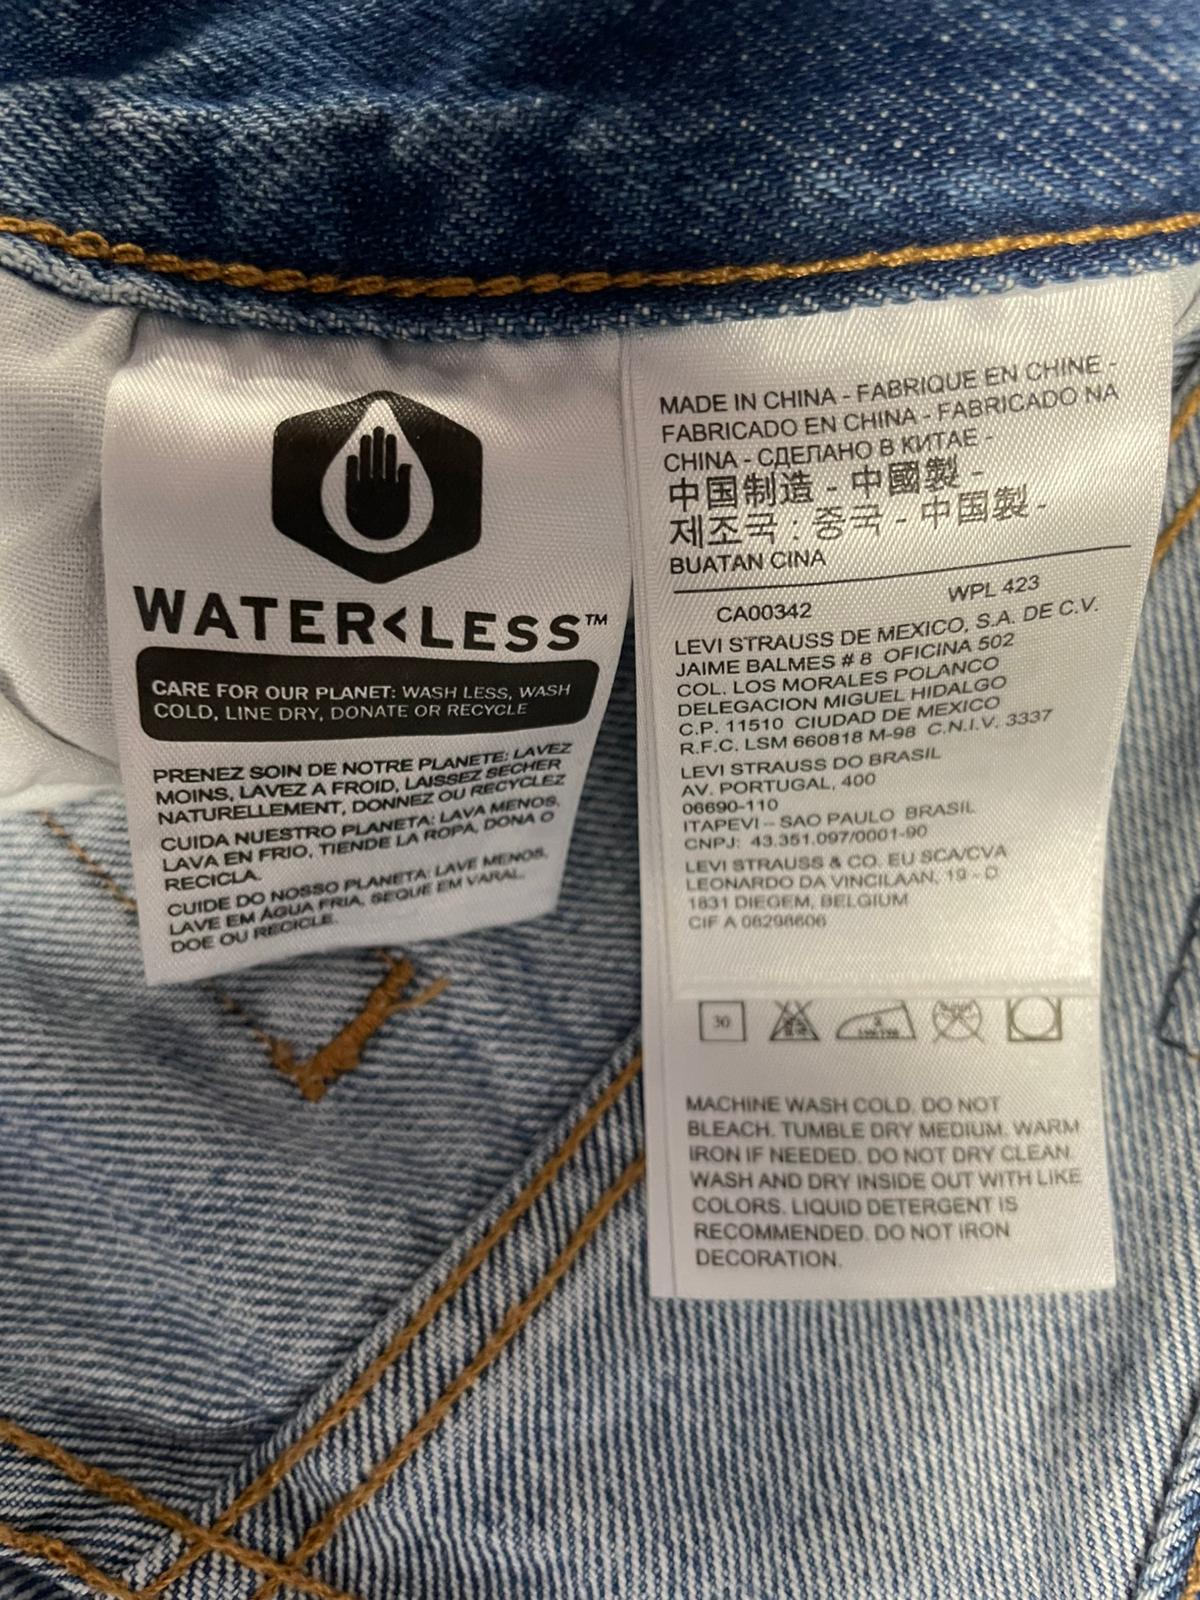 WATER<LESS™
CARE FOR OUR PLANET: WASH LESS, WASH
COLD, LINE DRY, DONATE OR RECYCLE
PRENEZ SOIN DE NOTRE PLANETE: LAVEZ
MOINS, LAVEZ A FROID, LAISSEZ SECHER
NATURELLEMENT, DONNEZ OU RECYCLEZ
CUIDA NUESTRO PLANETA: LAVA MENOS,
LAVA EN FRIO, TIENDE LA ROPA, DONA O
RECICLA.
CUIDE DO NOSSO PLANETA: LAVE MENOS,
LAVE EM ÁGUA FRIA, SEQUE EM VARAL,
DOE OU RECICLE.
MADE IN CHINA - FABRIQUE EN CHINE -
FABRICADO EN CHINA - FABRICADO NA
CHINA - СДЕЛАНО В КИТАЕ -
中国制造 - 中國製 -
제조국 : 중국 - 中国製 -
BUATAN CINA
CA00342 WPL 423
LEVI STRAUSS DE MEXICO, S.A. DE C.V.
JAIME BALMES # 8 OFICINA 502
COL. LOS MORALES POLANCO
DELEGACION MIGUEL HIDALGO
C.P. 11510 CIUDAD DE MEXICO
R.F.C. LSM 660818 M-98 C.N.I.V. 3337
LEVI STRAUSS DO BRASIL
AV. PORTUGAL, 400
06690-110
ITAPEVI – SAO PAULO BRASIL
CNPJ: 43.351.097/0001-90
LEVI STRAUSS & CO. EU SCA/CVA
LEONARDO DA VINCILAAN, 19 - D
1831 DIEGEM, BELGIUM
CIF A 08298606
30
MACHINE WASH COLD. DO NOT
BLEACH. TUMBLE DRY MEDIUM. WARM
IRON IF NEEDED. DO NOT DRY CLEAN.
WASH AND DRY INSIDE OUT WITH LIKE
COLORS. LIQUID DETERGENT IS
RECOMMENDED. DO NOT IRON
DECORATION.